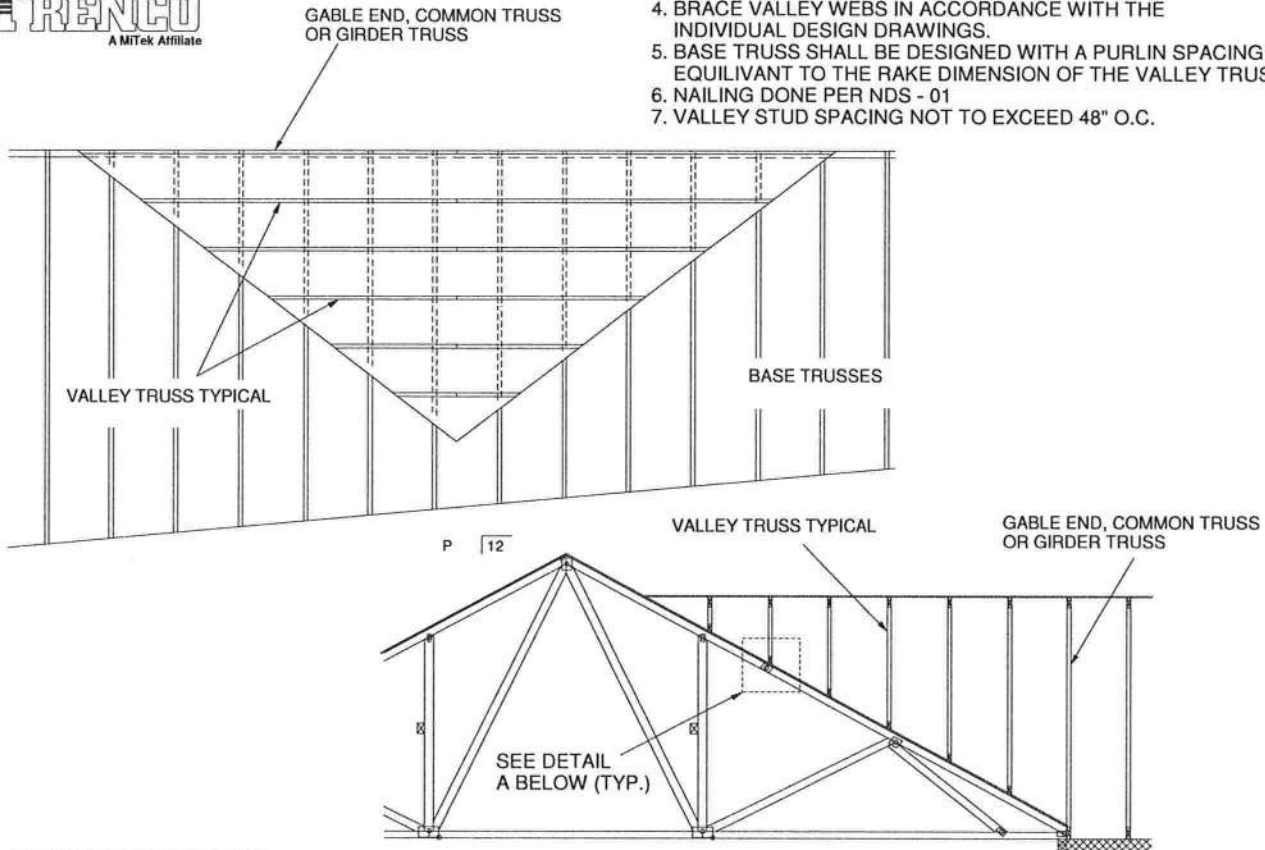 TRENCO
A MiTek Affiliate
GABLE END, COMMON TRUSS
OR GIRDER TRUSS
4. BRACE VALLEY WEBS IN ACCORDANCE WITH THE
INDIVIDUAL DESIGN DRAWINGS.
5. BASE TRUSS SHALL BE DESIGNED WITH A PURLIN SPACING
EQUILIVANT TO THE RAKE DIMENSION OF THE VALLEY TRUS
6. NAILING DONE PER NDS - 01
7. VALLEY STUD SPACING NOT TO EXCEED 48" O.C.
VALLEY TRUSS TYPICAL
BASE TRUSSES
P 12
VALLEY TRUSS TYPICAL
GABLE END, COMMON TRUSS
OR GIRDER TRUSS
SEE DETAIL
A BELOW (TYP.)